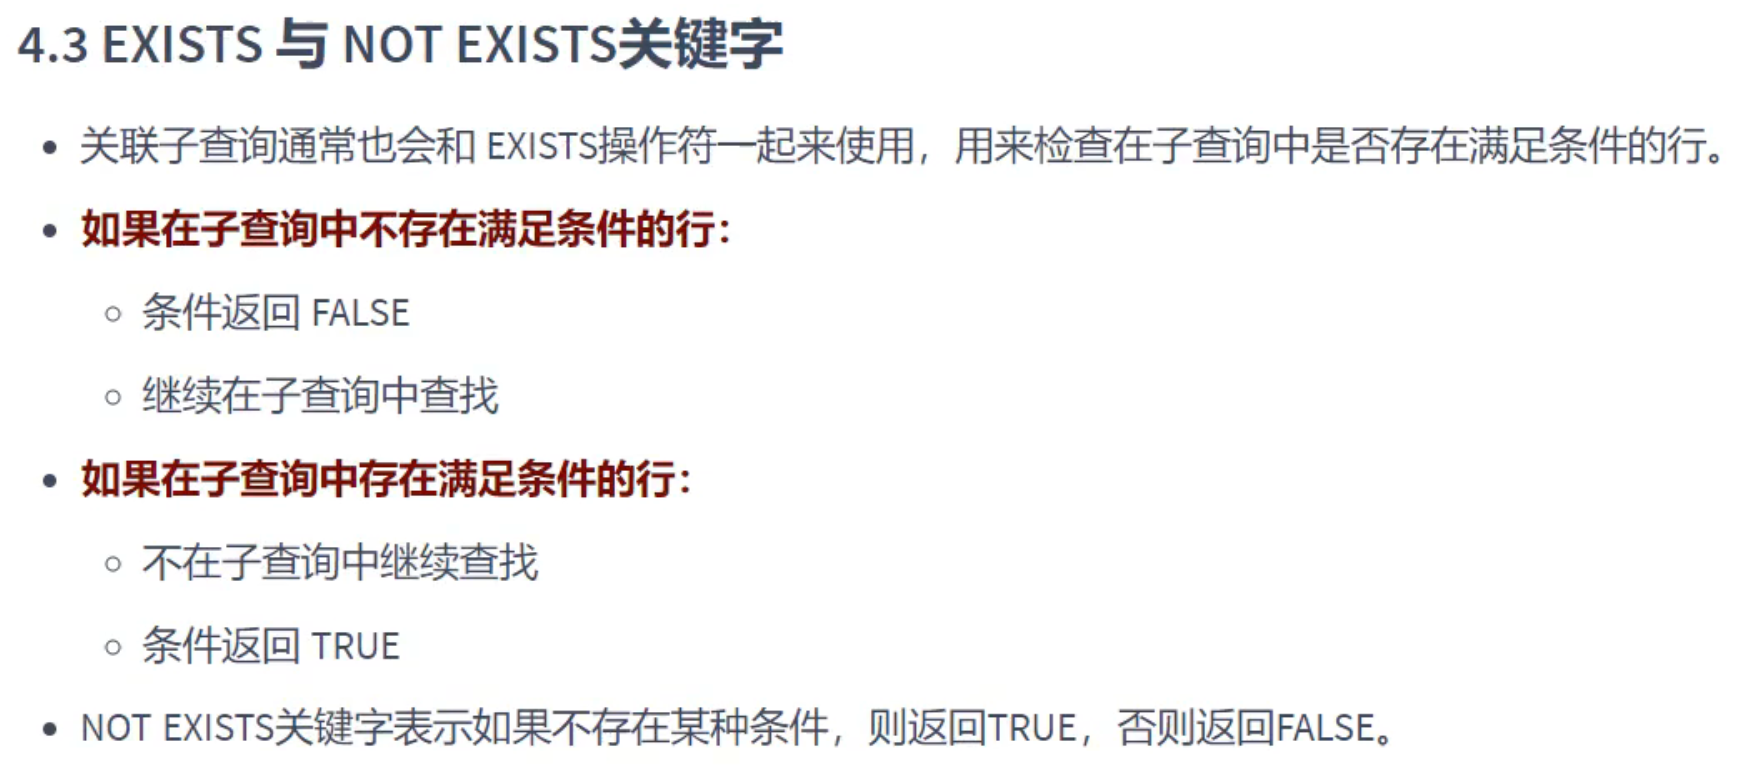 4.3 EXISTS 与 NOT EXISTS关键字
• 关联子查询通常也会和 EXISTS操作符一起来使用，用来检查在子查询中是否存在满足条件的行。
• 如果在子查询中不存在满足条件的行：
○ 条件返回 FALSE
○ 继续在子查询中查找
• 如果在子查询中存在满足条件的行：
○ 不在子查询中继续查找
○ 条件返回 TRUE
• NOT EXISTS关键字表示如果不存在某种条件，则返回TRUE，否则返回FALSE。